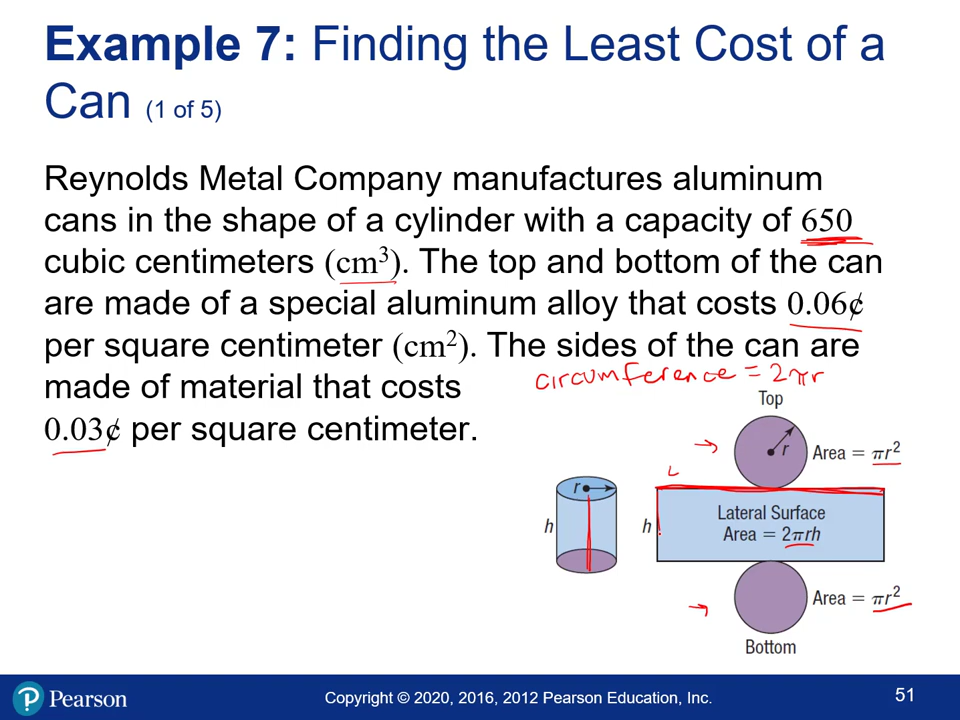 Example 7: Finding the Least Cost of a
Can (1 of 5)
Reynolds Metal Company manufactures aluminum
cans in the shape of a cylinder with a capacity of 650
cubic centimeters (cm³). The top and bottom of the can
are made of a special aluminum alloy that costs 0.06¢
per square centimeter (cm²). The sides of the can are
made of material that costs
0.03¢ per square centimeter.
circumference = 2πr
Top
r
Area = πr²
r
h
h
Lateral Surface
Area = 2πrh
Area = πr²
Bottom
Pearson
Copyright © 2020, 2016, 2012 Pearson Education, Inc.
51